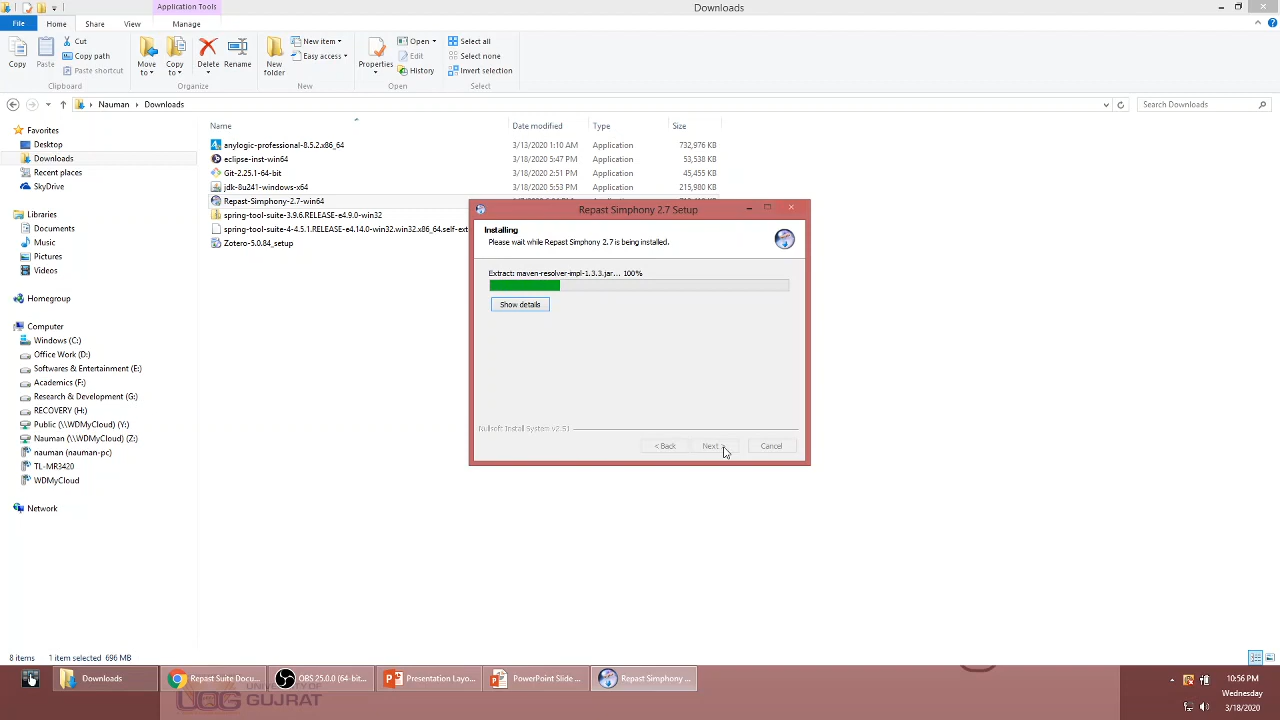 Application Tools
Downloads
File
Home
Share
View
Manage
Copy
Paste
Cut
Copy path
Paste shortcut
Clipboard
Move to
Copy to
Delete
Rename
Organize
New folder
New item
Easy access
New
Properties
Open
Edit
History
Open
Select all
Select none
Invert selection
Select
Nauman
Downloads
Search Downloads
Favorites
Desktop
Downloads
Recent places
SkyDrive
Libraries
Documents
Music
Pictures
Videos
Homegroup
Computer
Windows (C:)
Office Work (D:)
Softwares & Entertainment (E:)
Academics (F:)
Research & Development (G:)
RECOVERY (H:)
Public (\\WDMyCloud) (Y:)
Nauman (\\WDMyCloud) (Z:)
nauman (nauman-pc)
TL-MR3420
WDMyCloud
Network
Name Date modified Type Size
anylogic-professional-8.5.2.x86_64 3/13/2020 1:10 AM Application 732,976 KB
eclipse-inst-win64 3/18/2020 5:47 PM Application 53,538 KB
Git-2.25.1-64-bit 3/18/2020 2:51 PM Application 45,455 KB
jdk-8u241-windows-x64 3/18/2020 5:53 PM Application 215,980 KB
Repast-Simphony-2.7-win64
spring-tool-suite-3.9.6.RELEASE-e4.9.0-win32
spring-tool-suite-4-4.5.1.RELEASE-e4.14.0-win32.win32.x86_64.self-ext
Zotero-5.0.84_setup
Repast Simphony 2.7 Setup
Installing
Please wait while Repast Simphony 2.7 is being installed.
Extract: maven-resolver-impl-1.3.3.jar... 100%
Show details
Nullsoft Install System v2.51
< Back
Next >
Cancel
8 items 1 item selected 696 MB
Downloads
Repast Suite Docu...
OBS 25.0.0 (64-bit...
Presentation Layo...
PowerPoint Slide ...
Repast Simphony ...
10:56 PM
Wednesday
3/18/2020
UNIVERSITY OF
GUJRAT